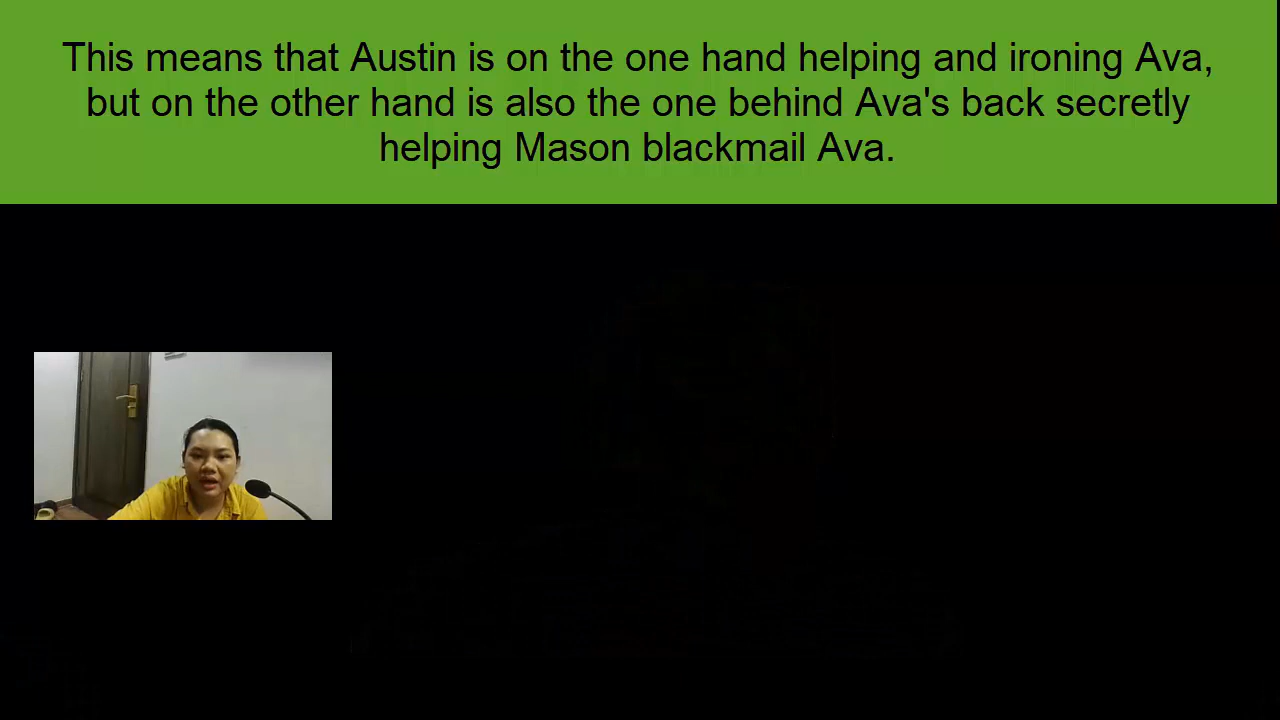 This means that Austin is on the one hand helping and ironing Ava,
but on the other hand is also the one behind Ava's back secretly
helping Mason blackmail Ava.